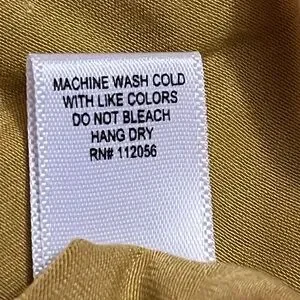 MACHINE WASH COLD
WITH LIKE COLORS
DO NOT BLEACH
HANG DRY
RN# 112056